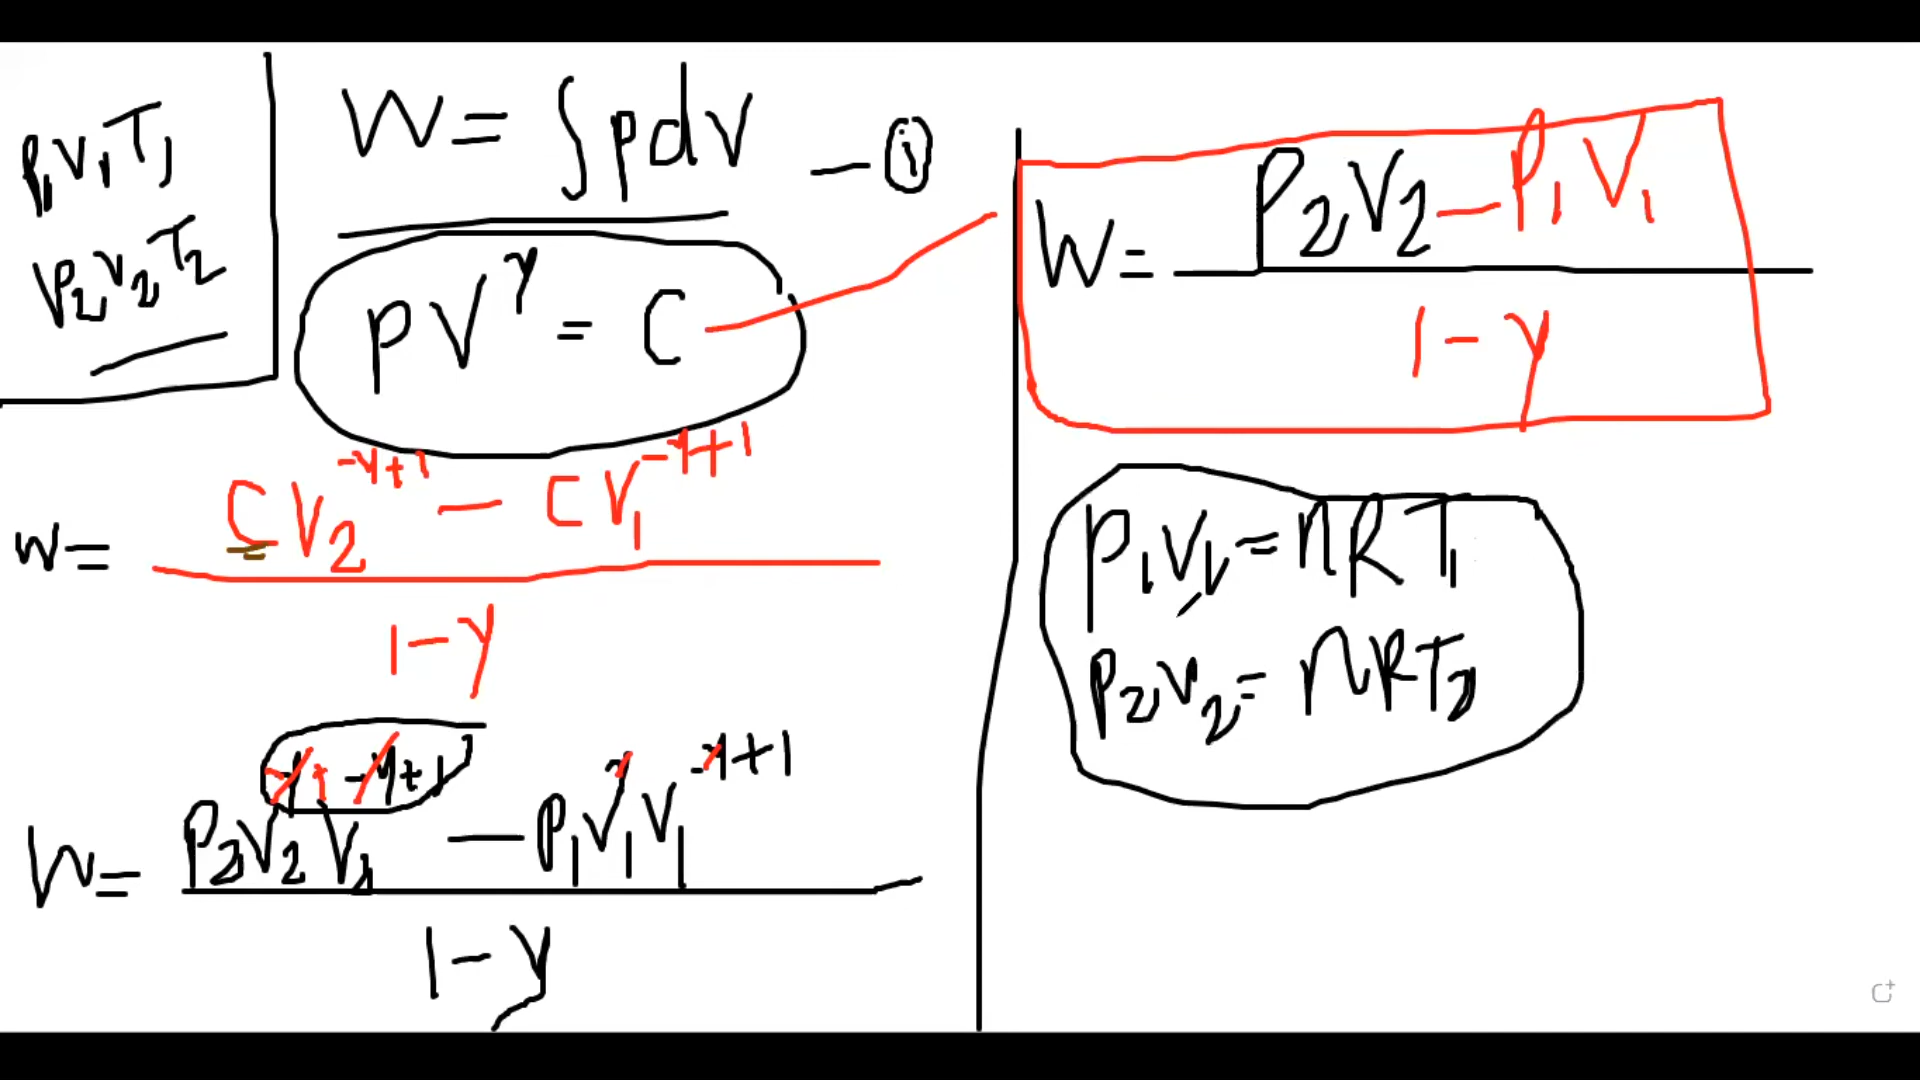 P₁V₁T₁
P₂V₂T₂
W = ∫pdV — ①
PV^γ = C
W = (CV₂^(-γ+1) − CV₁^(-γ+1)) / (1-γ)
W = (P₂V₂^γ V₂^(-γ+1) − P₁V₁^γ V₁^(-γ+1)) / (1-γ)
W = (P₂V₂ − P₁V₁) / (1-γ)
P₁V₁ = nRT₁
P₂V₂ = nRT₂